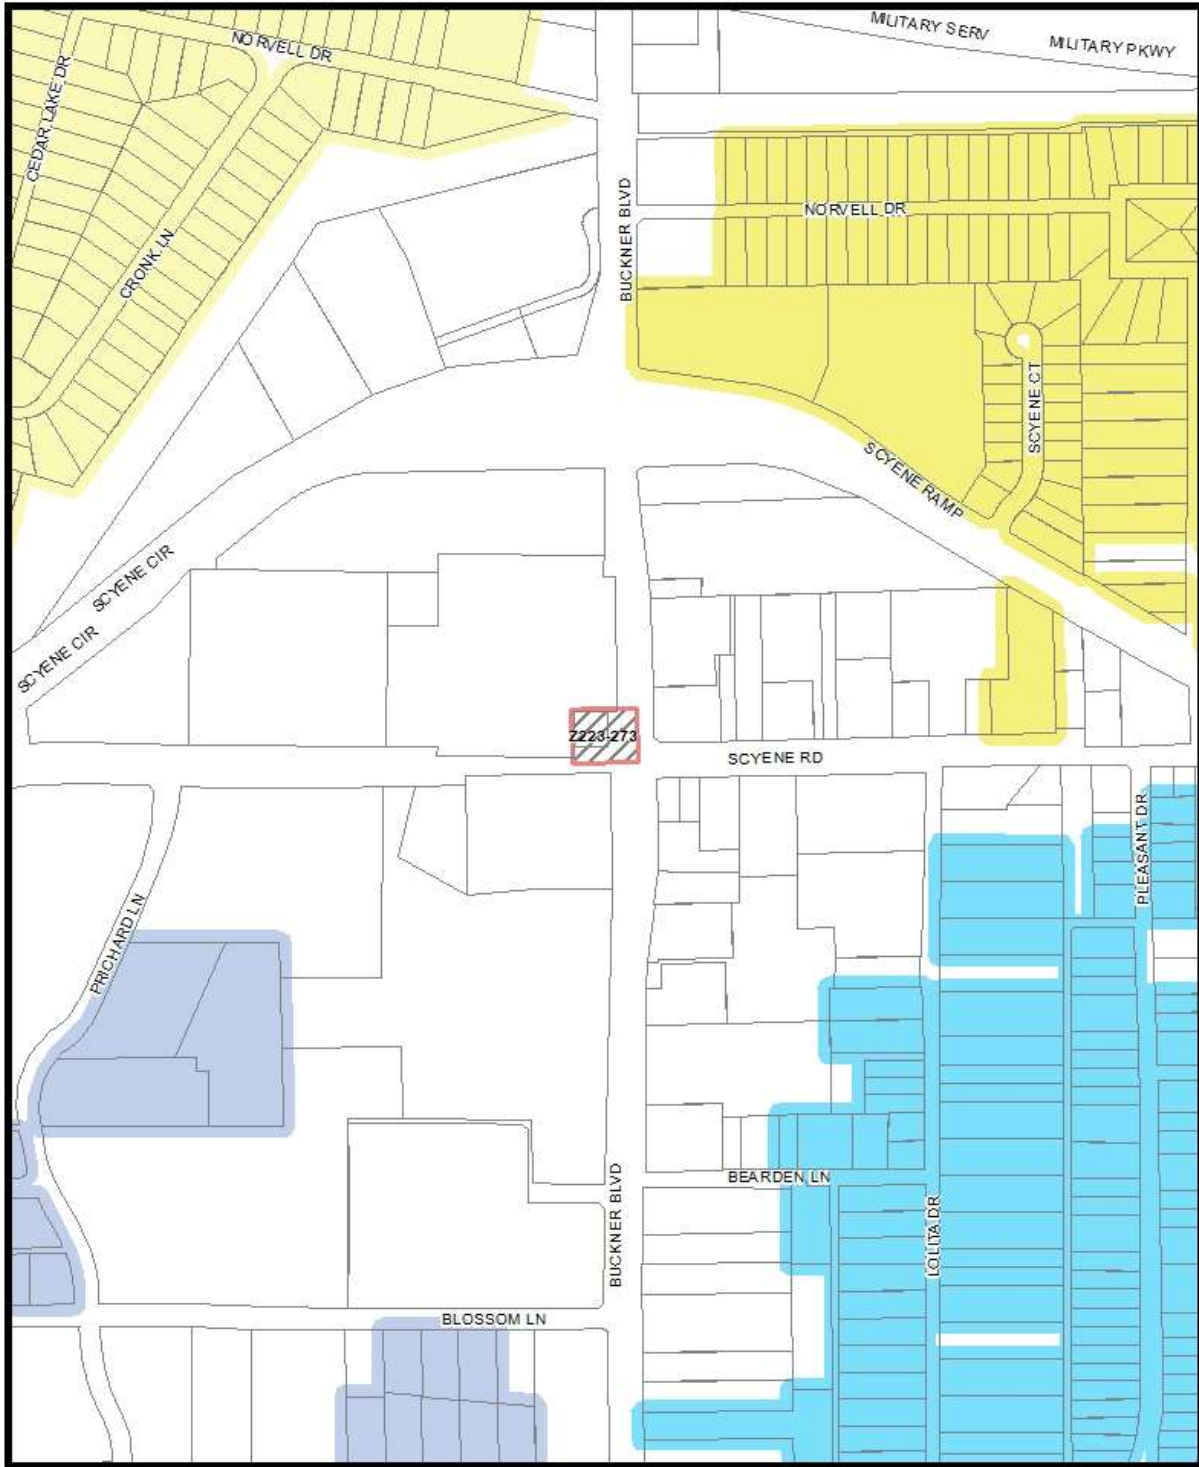 MILITARY SERV
MILITARY PKWY
NORVELL DR
CEDAR LAKE DR
BUCKNER BLVD
NORVELL DR
CRONK LN
SCYENE CT
SCYENE RAMP
SCYENE CIR
SCYENE CIR
Z223-273
SCYENE RD
PLEASANT DR
PRICHARD LN
BEARDEN LN
BUCKNER BLVD
LOLITA DR
BLOSSOM LN